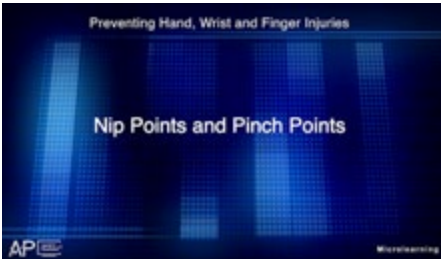 Preventing Hand, Wrist and Finger Injuries
Nip Points and Pinch Points
AP
Microlearning